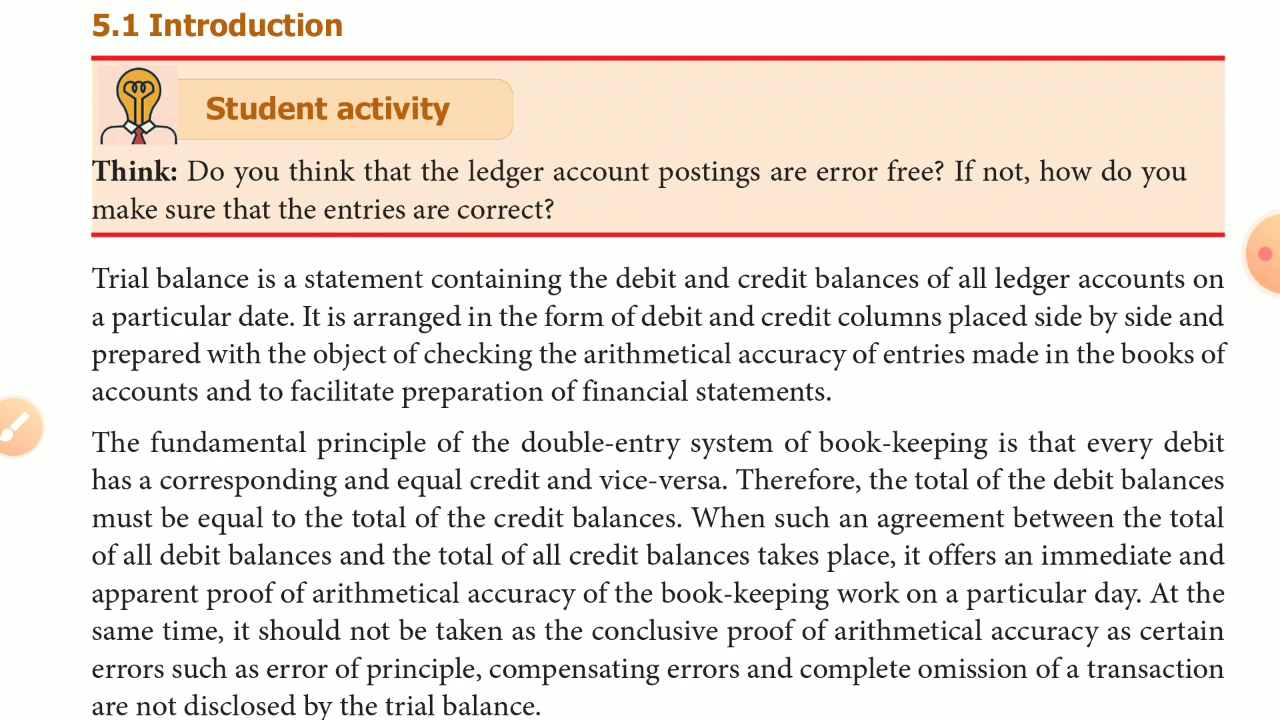 5.1 Introduction
Student activity
Think: Do you think that the ledger account postings are error free? If not, how do you
make sure that the entries are correct?
Trial balance is a statement containing the debit and credit balances of all ledger accounts on
a particular date. It is arranged in the form of debit and credit columns placed side by side and
prepared with the object of checking the arithmetical accuracy of entries made in the books of
accounts and to facilitate preparation of financial statements.
The fundamental principle of the double-entry system of book-keeping is that every debit
has a corresponding and equal credit and vice-versa. Therefore, the total of the debit balances
must be equal to the total of the credit balances. When such an agreement between the total
of all debit balances and the total of all credit balances takes place, it offers an immediate and
apparent proof of arithmetical accuracy of the book-keeping work on a particular day. At the
same time, it should not be taken as the conclusive proof of arithmetical accuracy as certain
errors such as error of principle, compensating errors and complete omission of a transaction
are not disclosed by the trial balance.